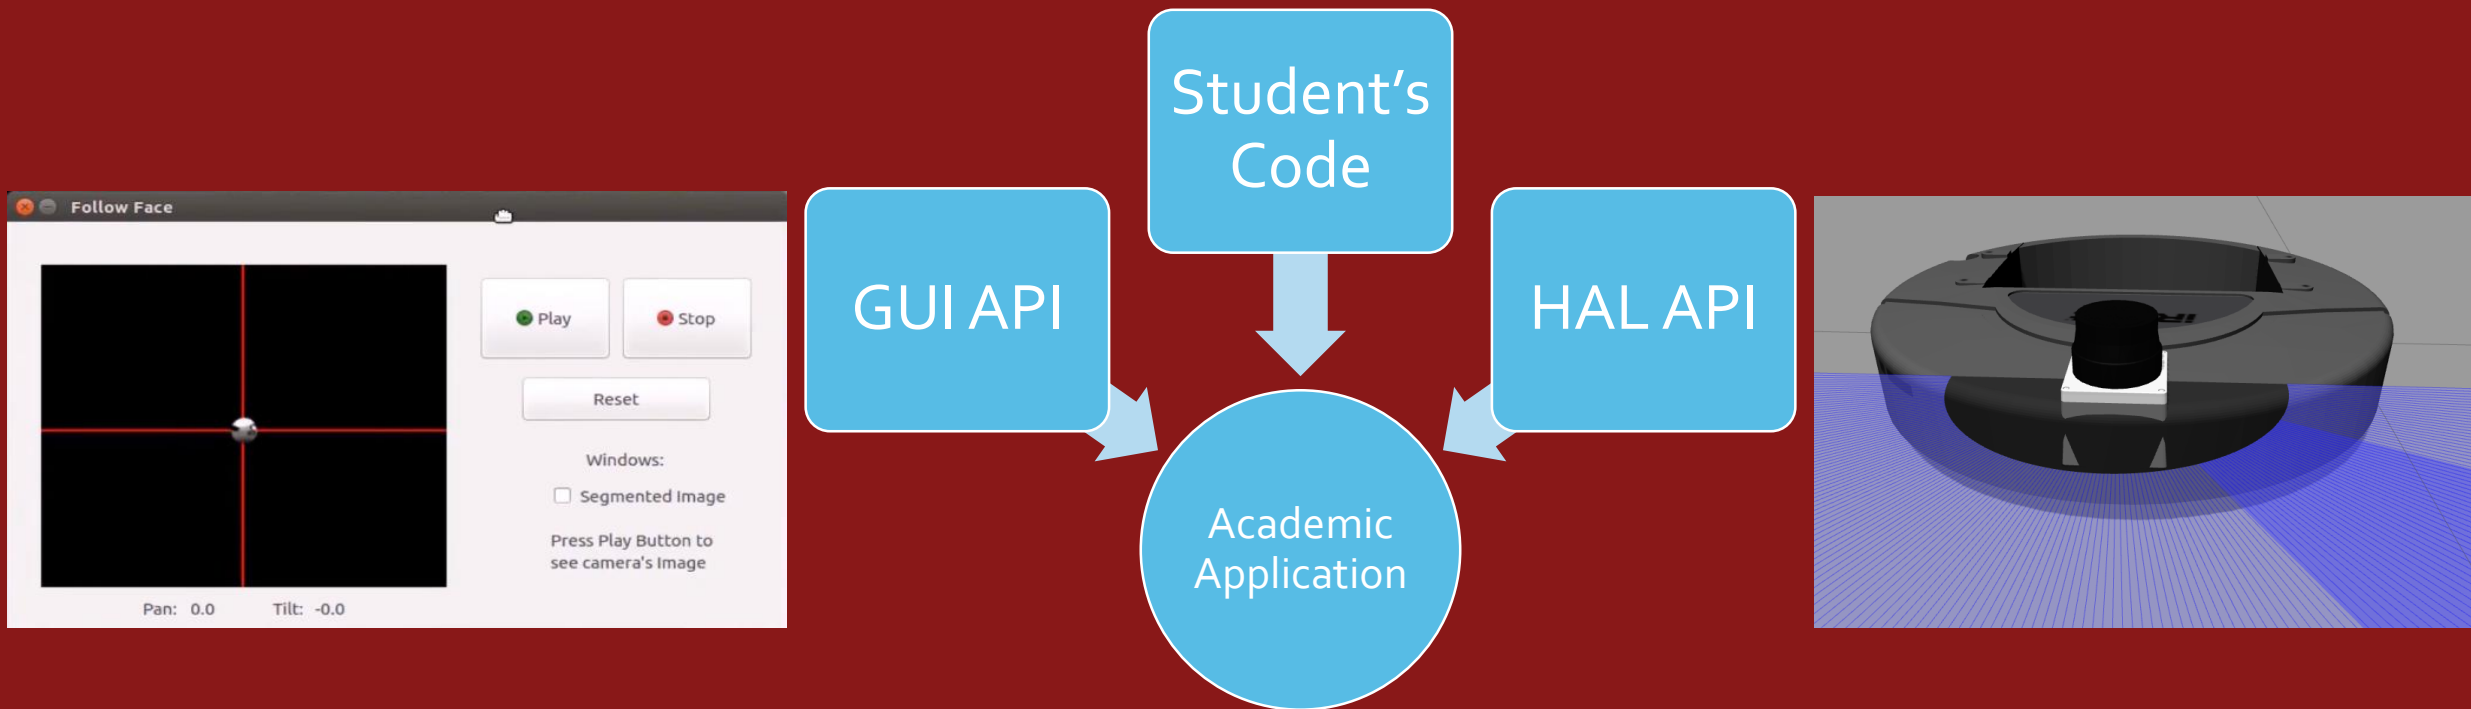 Follow Face
Play
Stop
Reset
Windows:
Segmented Image
Press Play Button to
see camera's Image
Pan: 0.0 Tilt: -0.0
GUI API
Student’s
Code
HAL API
Academic
Application